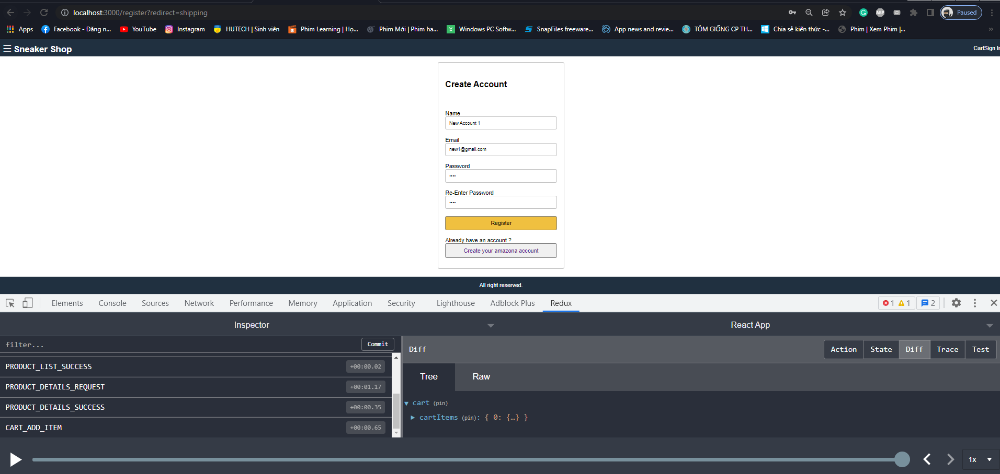 localhost:3000/register?redirect=shipping
Paused
Apps
Facebook - Đăng n...
YouTube
Instagram
HUTECH | Sinh viên
Phim Learning | Họ...
Phim Mới | Phim ha...
Windows PC Softw...
SnapFiles freeware...
App news and revie...
TÔM GIỐNG CP TH...
Chia sẻ kiến thức -...
Phim | Xem Phim |...
»
☰ Sneaker Shop
CartSign In
Create Account
Name
New Account 1
Email
new1@gmail.com
Password
••••
Re-Enter Password
••••
Register
Already have an account ?
Create your amazona account
All right reserved.
Elements Console Sources Network Performance Memory Application Security Lighthouse Adblock Plus Redux
1 1 2
Inspector
React App
filter...
Commit
Diff
Action State Diff Trace Test
PRODUCT_LIST_SUCCESS +00:00.02
PRODUCT_DETAILS_REQUEST +00:01.17
PRODUCT_DETAILS_SUCCESS +00:00.35
CART_ADD_ITEM +00:00.65
Tree Raw
cart (pin)
cartItems (pin): { 0: {…} }
1x